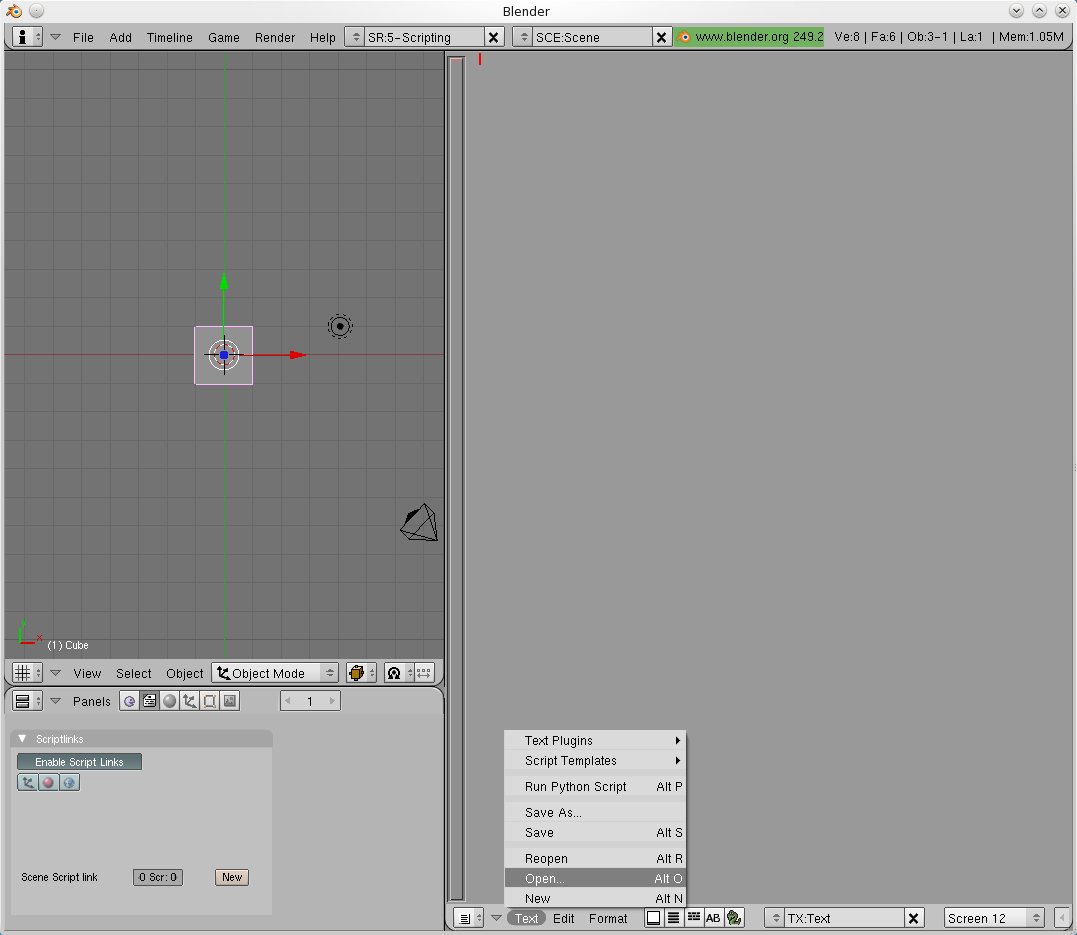 Blender
File Add Timeline Game Render Help SR:5-Scripting SCE:Scene www.blender.org 249.2 Ve:8 | Fa:6 | Ob:3-1 | La:1 | Mem:1.05M
(1) Cube
View Select Object Object Mode
Panels 1
Scriptlinks
Enable Script Links
Scene Script link 0 Scr: 0 New
Text Plugins
Script Templates
Run Python Script Alt P
Save As...
Save Alt S
Reopen Alt R
Open... Alt O
New Alt N
Text Edit Format AB TX:Text Screen 12